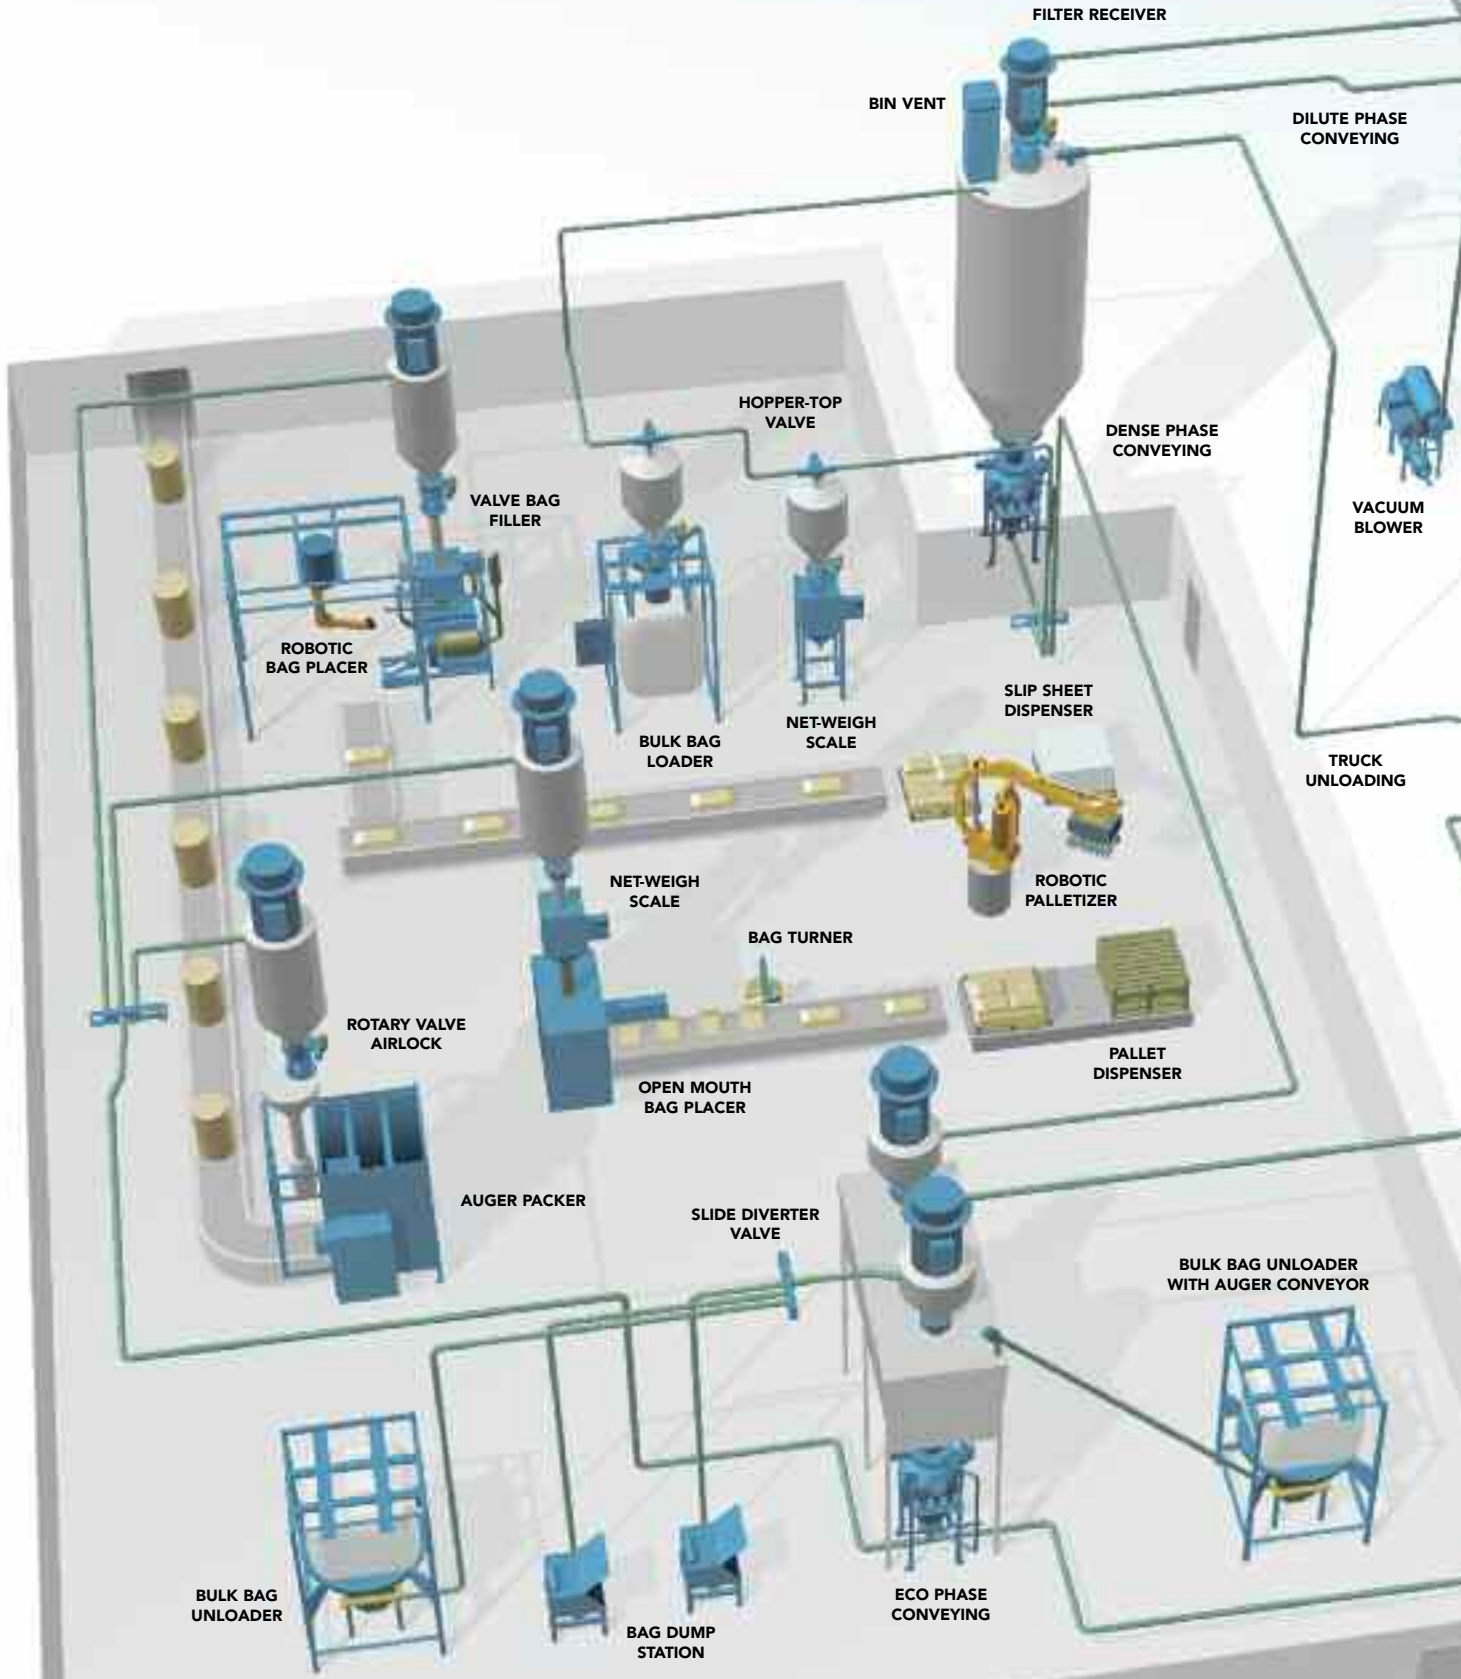 FILTER RECEIVER
BIN VENT
DILUTE PHASE
CONVEYING
HOPPER-TOP
VALVE
DENSE PHASE
CONVEYING
VALVE BAG
FILLER
VACUUM
BLOWER
ROBOTIC
BAG PLACER
SLIP SHEET
DISPENSER
NET-WEIGH
SCALE
BULK BAG
LOADER
TRUCK
UNLOADING
NET-WEIGH
SCALE
ROBOTIC
PALLETIZER
BAG TURNER
ROTARY VALVE
AIRLOCK
PALLET
DISPENSER
OPEN MOUTH
BAG PLACER
AUGER PACKER
SLIDE DIVERTER
VALVE
BULK BAG UNLOADER
WITH AUGER CONVEYOR
BULK BAG
UNLOADER
ECO PHASE
CONVEYING
BAG DUMP
STATION